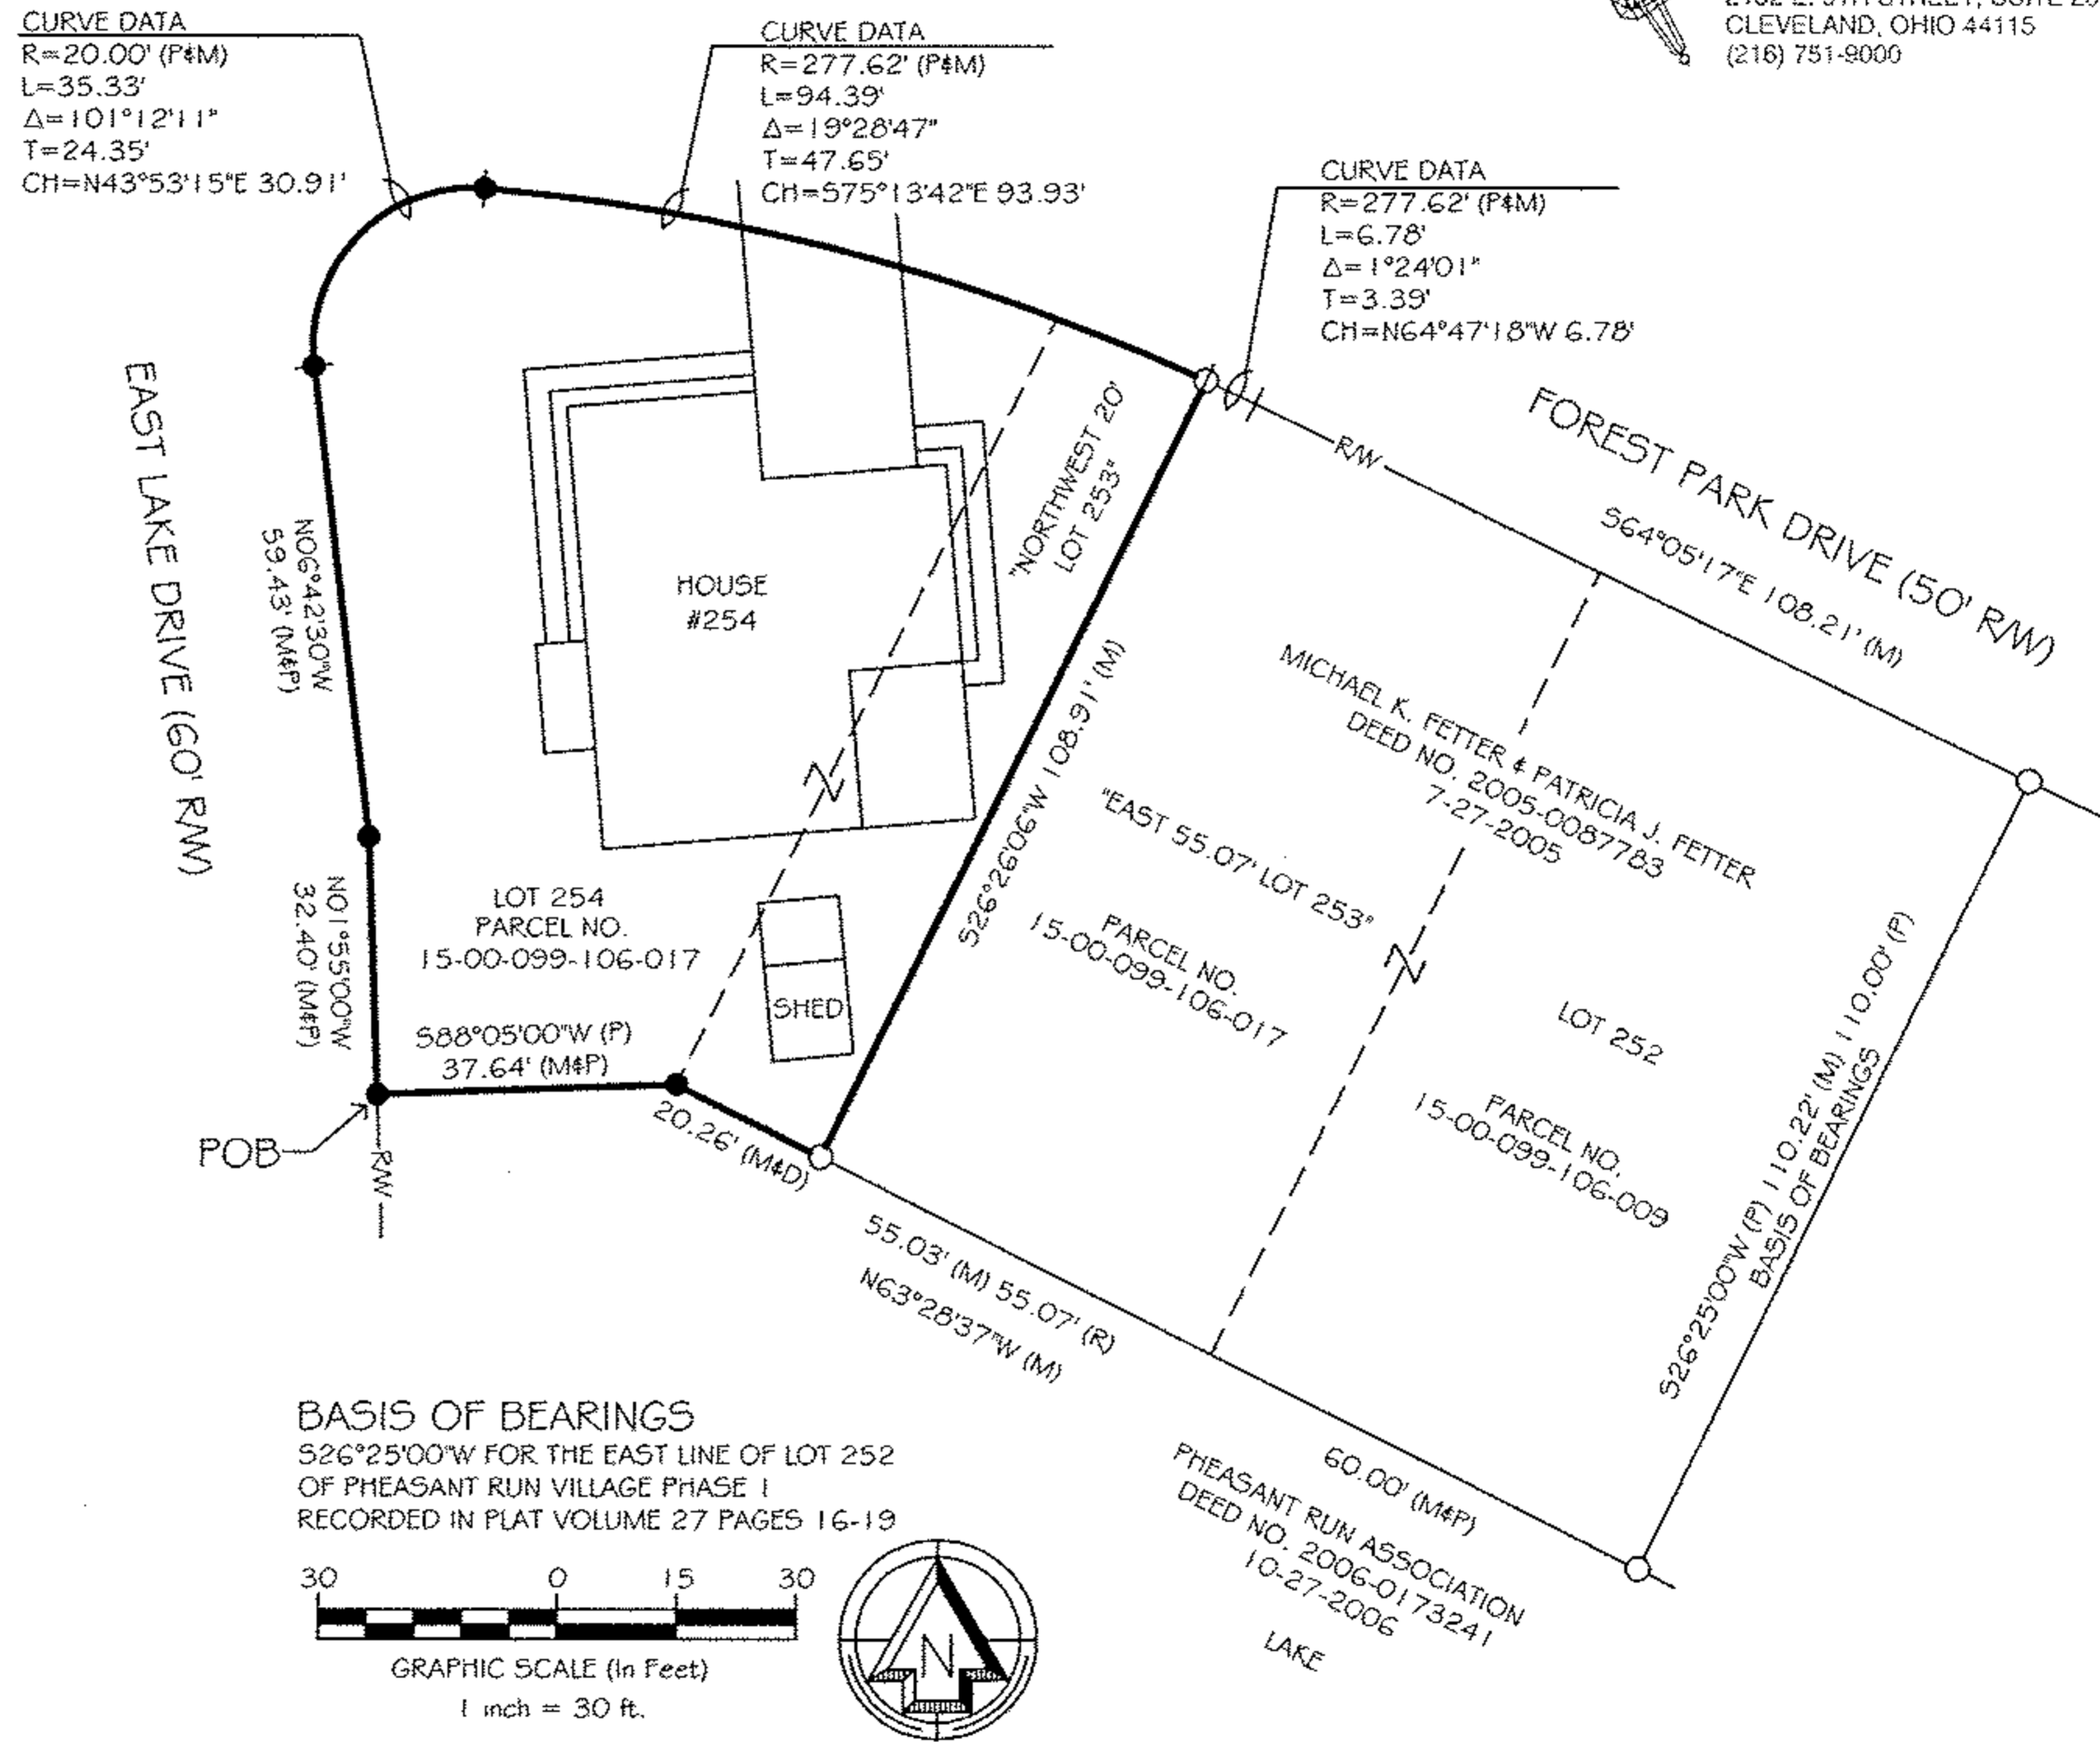 CURVE DATA
R=20.00' (P&M)
L=35.33'
Δ=101°12'11"
T=24.35'
CH=N43°53'15"E 30.91'
CURVE DATA
R=277.62' (P&M)
L=94.39'
Δ=19°28'47"
T=47.65'
CH=S75°13'42"E 93.93'
CLEVELAND, OHIO 44115
(216) 751-9000
CURVE DATA
R=277.62' (P&M)
L=6.78'
Δ=1°24'01"
T=3.39'
CH=N64°47'18"W 6.78'
EAST LAKE DRIVE (60' R/W)
N06°42'30"W
59.43' (M&P)
N01°55'00"W
32.40' (M&P)
HOUSE
#254
"NORTHWEST 20'
LOT 253"
R/W
FOREST PARK DRIVE (50' R/W)
S64°05'17"E 108.21' (M)
S26°26'06"W 108.91' (M)
MICHAEL K. FETTER & PATRICIA J. FETTER
DEED NO. 2005-0087783
7-27-2005
"EAST 55.07' LOT 253"
PARCEL NO.
15-00-099-106-017
LOT 252
PARCEL NO.
15-00-099-106-009
S26°25'00"W (P) 110.22' (M) 110.00' (P)
BASIS OF BEARINGS
LOT 254
PARCEL NO.
15-00-099-106-017
SHED
S88°05'00"W (P)
37.64' (M&P)
20.26' (M&D)
POB
R/W
55.03' (M) 55.07' (R)
N63°28'37"W (M)
60.00' (M&P)
PHEASANT RUN ASSOCIATION
DEED NO. 2006-0173241
10-27-2006
LAKE
BASIS OF BEARINGS
S26°25'00"W FOR THE EAST LINE OF LOT 252
OF PHEASANT RUN VILLAGE PHASE I
RECORDED IN PLAT VOLUME 27 PAGES 16-19
30 0 15 30
GRAPHIC SCALE (In Feet)
1 inch = 30 ft.
N